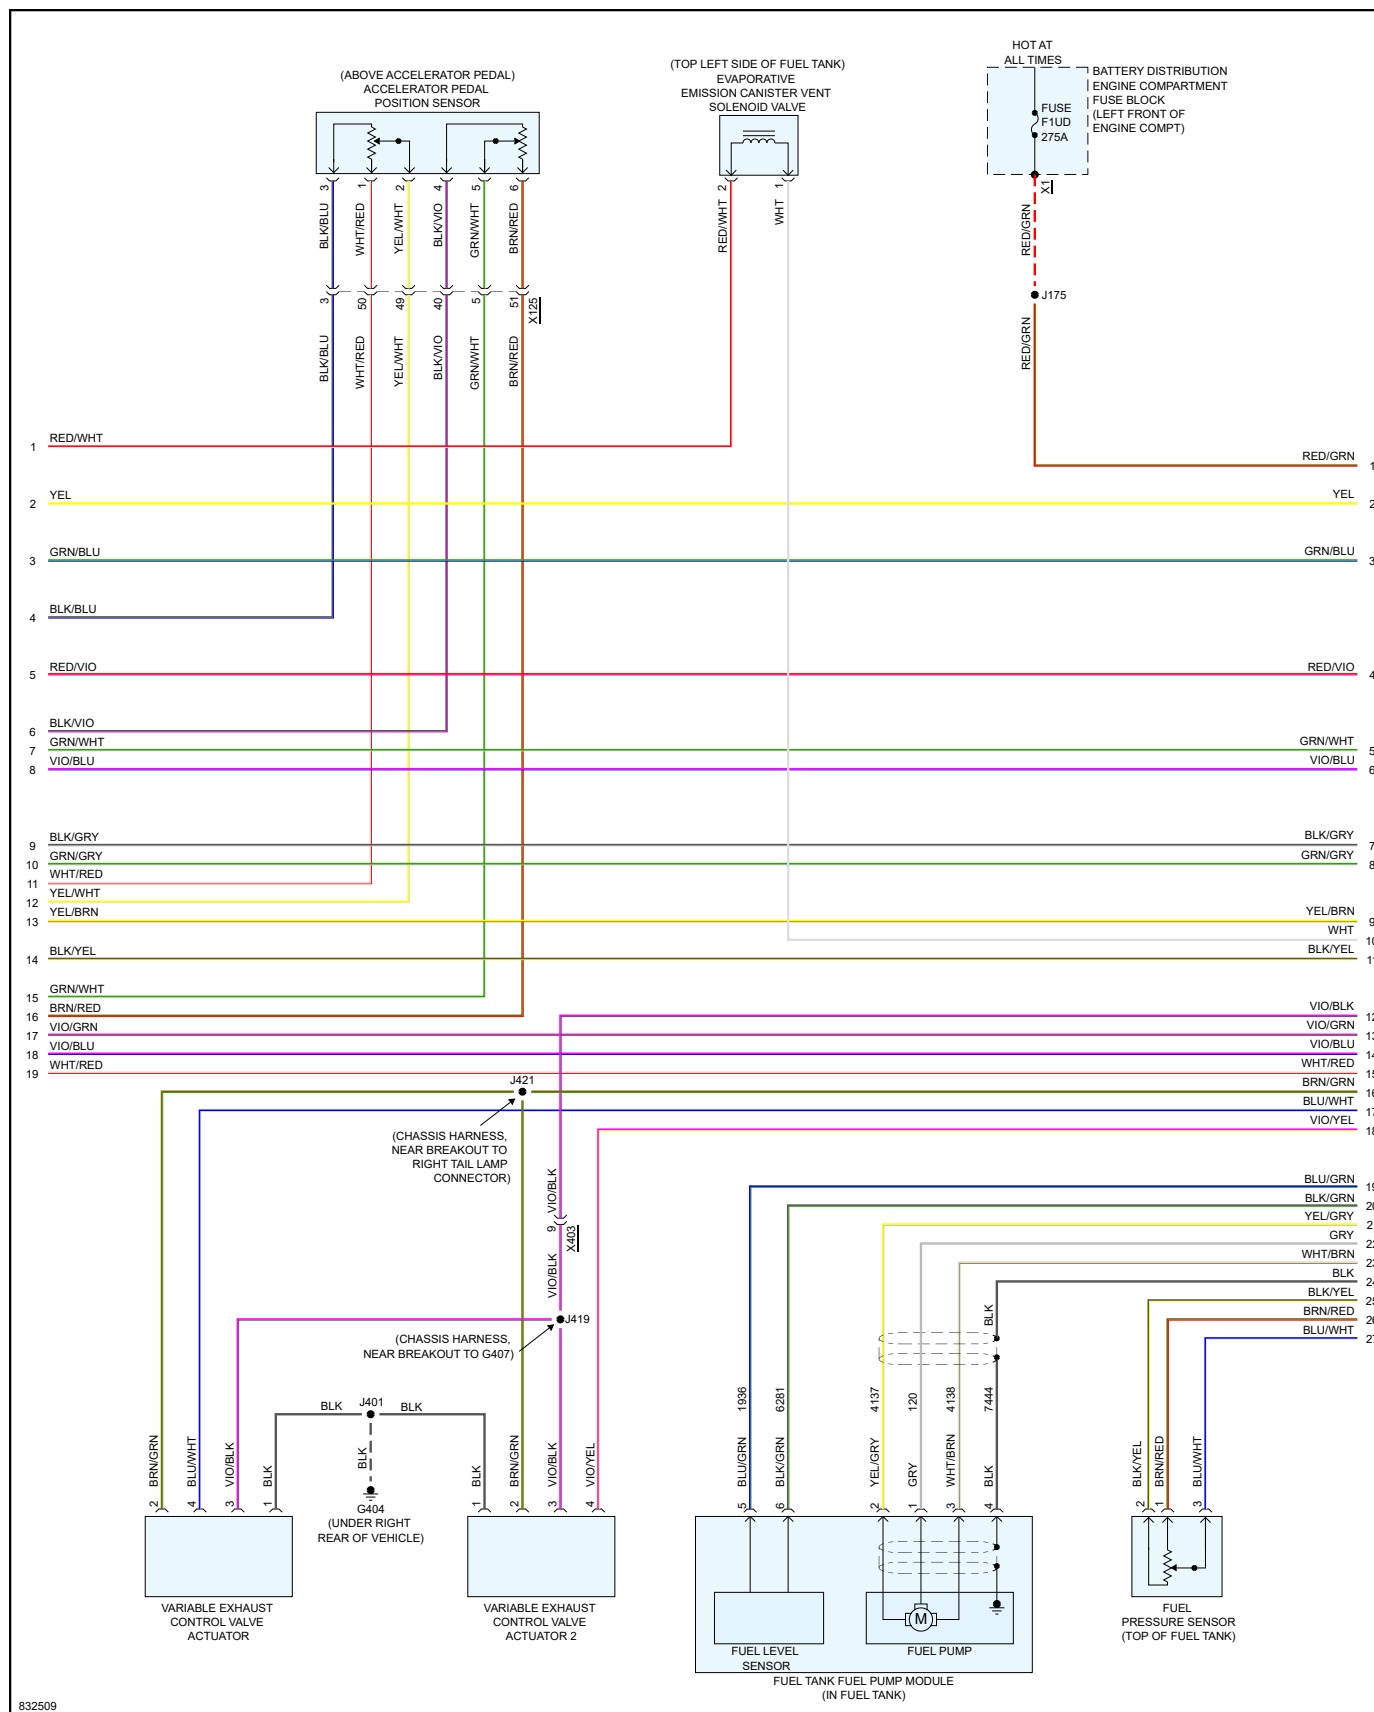 HOT AT
ALL TIMES
(ABOVE ACCELERATOR PEDAL)
ACCELERATOR PEDAL
POSITION SENSOR
(TOP LEFT SIDE OF FUEL TANK)
EVAPORATIVE
EMISSION CANISTER VENT
SOLENOID VALVE
FUSE
F1UD
275A
BATTERY DISTRIBUTION
ENGINE COMPARTMENT
FUSE BLOCK
(LEFT FRONT OF
ENGINE COMPT)
3
1
2
4
5
6
2
1
X1
BLK/BLU
WHT/RED
YEL/WHT
BLK/VIO
GRN/WHT
BRN/RED
RED/WHT
WHT
RED/GRN
3
50
49
40
5
51
X125
J175
BLK/BLU
WHT/RED
YEL/WHT
BLK/VIO
GRN/WHT
BRN/RED
RED/GRN
1 RED/WHT
RED/GRN 1
2 YEL
YEL 2
3 GRN/BLU
GRN/BLU 3
4 BLK/BLU
5 RED/VIO
RED/VIO 4
6 BLK/VIO
7 GRN/WHT
GRN/WHT 5
8 VIO/BLU
VIO/BLU 6
9 BLK/GRY
BLK/GRY 7
10 GRN/GRY
GRN/GRY 8
11 WHT/RED
12 YEL/WHT
13 YEL/BRN
YEL/BRN 9
WHT 10
14 BLK/YEL
BLK/YEL 11
15 GRN/WHT
16 BRN/RED
VIO/BLK 12
17 VIO/GRN
VIO/GRN 13
18 VIO/BLU
VIO/BLU 14
19 WHT/RED
WHT/RED 15
J421
BRN/GRN 16
BLU/WHT 17
VIO/YEL 18
(CHASSIS HARNESS,
NEAR BREAKOUT TO
RIGHT TAIL LAMP
CONNECTOR)
VIO/BLK
9
X403
VIO/BLK
BLU/GRN 19
BLK/GRN 20
YEL/GRY 2
GRY 22
WHT/BRN 23
BLK 24
BLK/YEL 25
BRN/RED 26
BLU/WHT 27
J419
(CHASSIS HARNESS,
NEAR BREAKOUT TO G407)
BLK
1936
6281
4137
120
4138
7444
BLK
J401
BLK
BLK
BRN/GRN
BLU/WHT
VIO/BLK
BLK
BLK
BRN/GRN
VIO/BLK
VIO/YEL
BLU/GRN
BLK/GRN
YEL/GRY
GRY
WHT/BRN
BLK
BLK/YEL
BRN/RED
BLU/WHT
2
4
3
1
1
2
3
4
5
6
2
1
3
4
2
1
3
G404
(UNDER RIGHT
REAR OF VEHICLE)
VARIABLE EXHAUST
CONTROL VALVE
ACTUATOR
VARIABLE EXHAUST
CONTROL VALVE
ACTUATOR 2
M
FUEL LEVEL
SENSOR
FUEL PUMP
FUEL TANK FUEL PUMP MODULE
(IN FUEL TANK)
FUEL
PRESSURE SENSOR
(TOP OF FUEL TANK)
832509